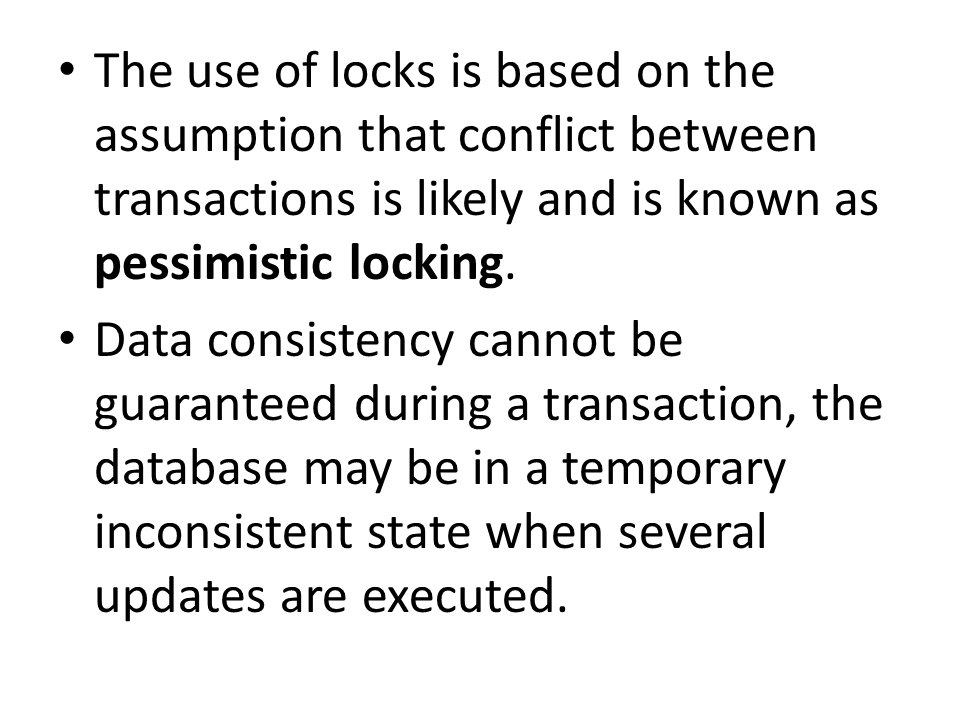 • The use of locks is based on the
assumption that conflict between
transactions is likely and is known as
pessimistic locking.
• Data consistency cannot be
guaranteed during a transaction, the
database may be in a temporary
inconsistent state when several
updates are executed.